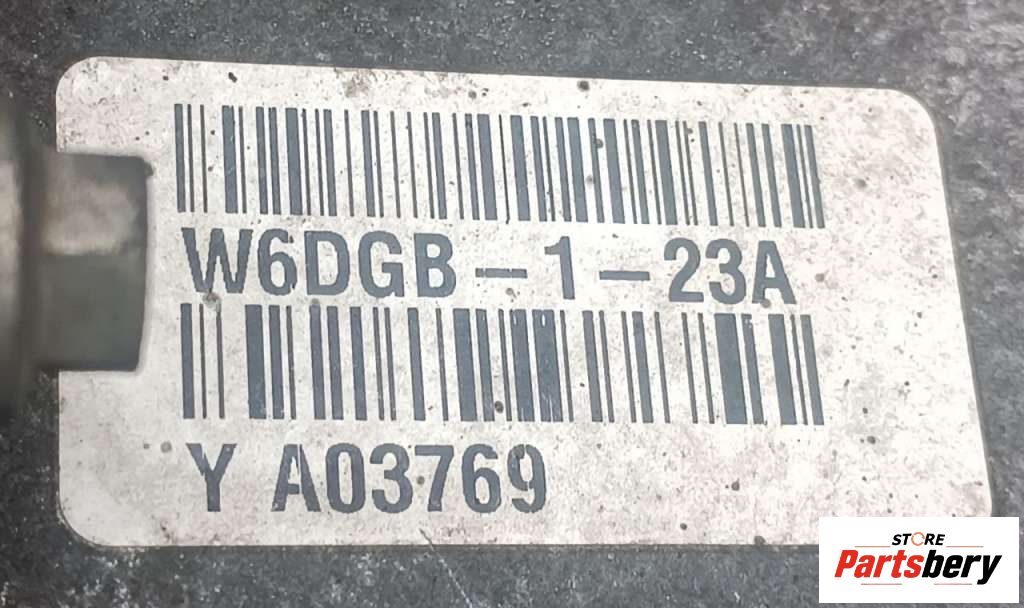 W6DGB-1-23A
Y A03769
STORE
Partsbery